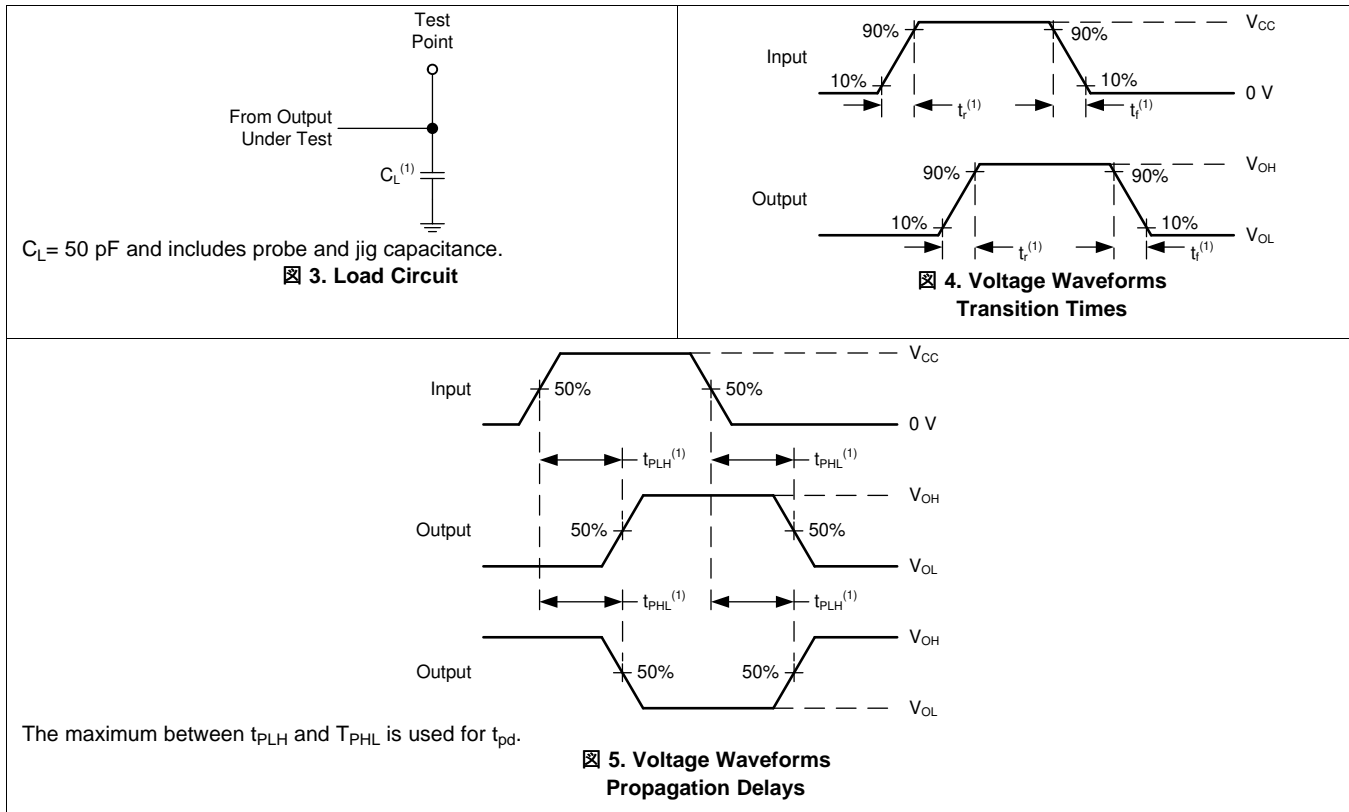 Test
Point
From Output
Under Test
C_L^(1)
C_L= 50 pF and includes probe and jig capacitance.
図 3. Load Circuit
V_CC
90% 90%
Input
10% 10%
0 V
t_r^(1) t_f^(1)
V_OH
90% 90%
Output
10% 10%
V_OL
t_r^(1) t_f^(1)
図 4. Voltage Waveforms
Transition Times
V_CC
Input 50% 50%
0 V
t_PLH^(1) t_PHL^(1)
V_OH
Output 50% 50%
V_OL
t_PHL^(1) t_PLH^(1)
V_OH
Output 50% 50%
V_OL
The maximum between t_PLH and T_PHL is used for t_pd.
図 5. Voltage Waveforms
Propagation Delays